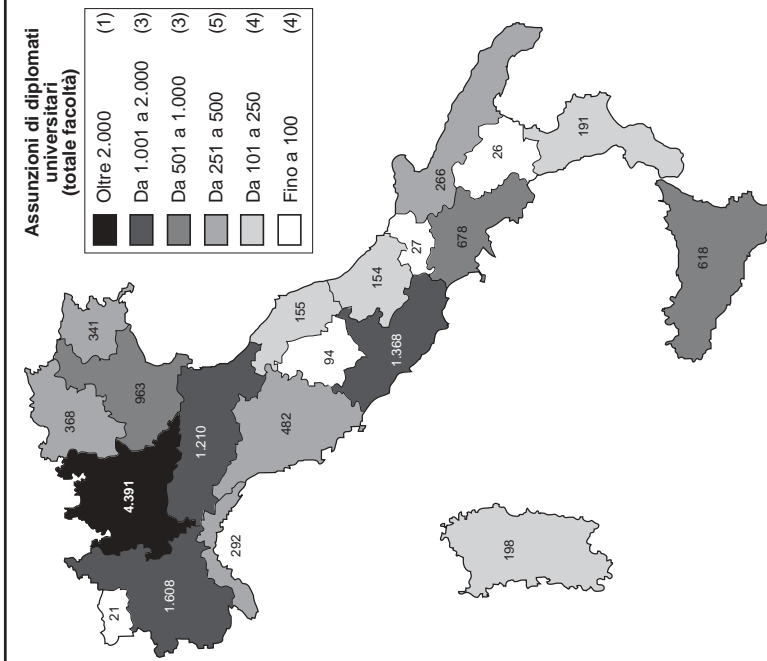 Assunzioni di diplomati
universitari
(totale facoltà)
Oltre 2.000 (1)
Da 1.001 a 2.000 (3)
Da 501 a 1.000 (3)
Da 251 a 500 (5)
Da 101 a 250 (4)
Fino a 100 (4)
21
1.608
4.391
368
963
341
292
1.210
482
155
94
154
1.368
27
678
266
26
191
618
198